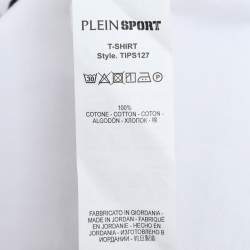 PLEIN SPORT
T-SHIRT
Style. TIPS127
30
100%
COTONE - COTTON - COTON -
ALGODÓN - ХЛОПОК - 棉
FABBRICATO IN GIORDANIA -
MADE IN JORDAN - FABRIQUE
EN JORDANIE - HECHO EN
JORDANIA - ИЗГОТОВЛЕНО
В ИОРДАНИИ -